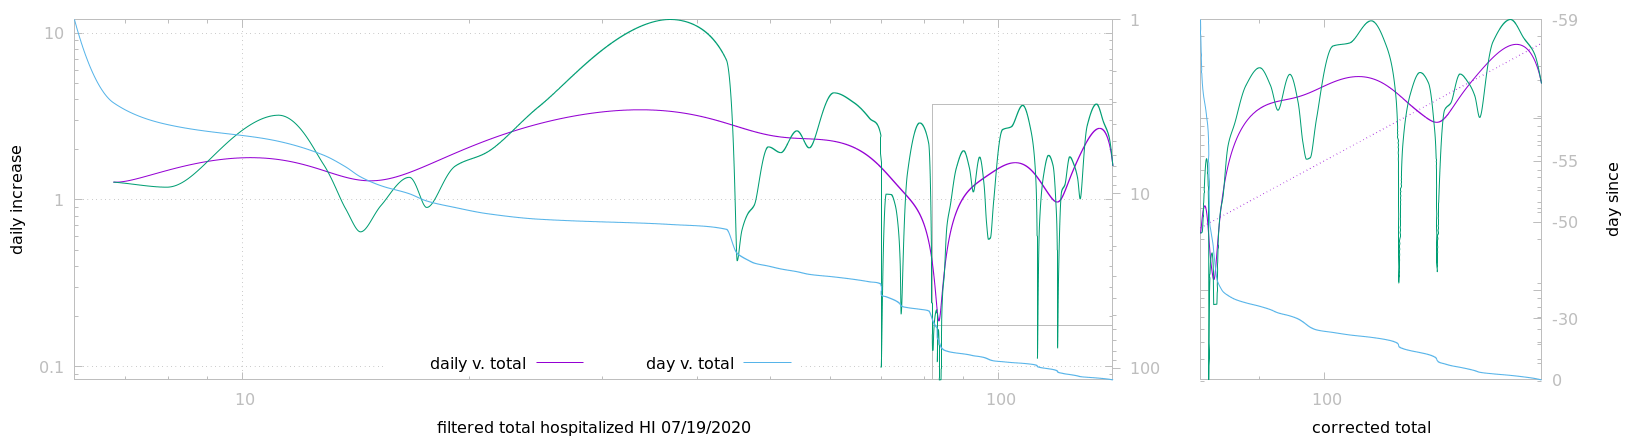 10
1
0.1
daily increase
daily v. total
day v. total
10
100
filtered total hospitalized HI 07/19/2020
1
10
100
100
corrected total
-59
-55
-50
-30
0
day since